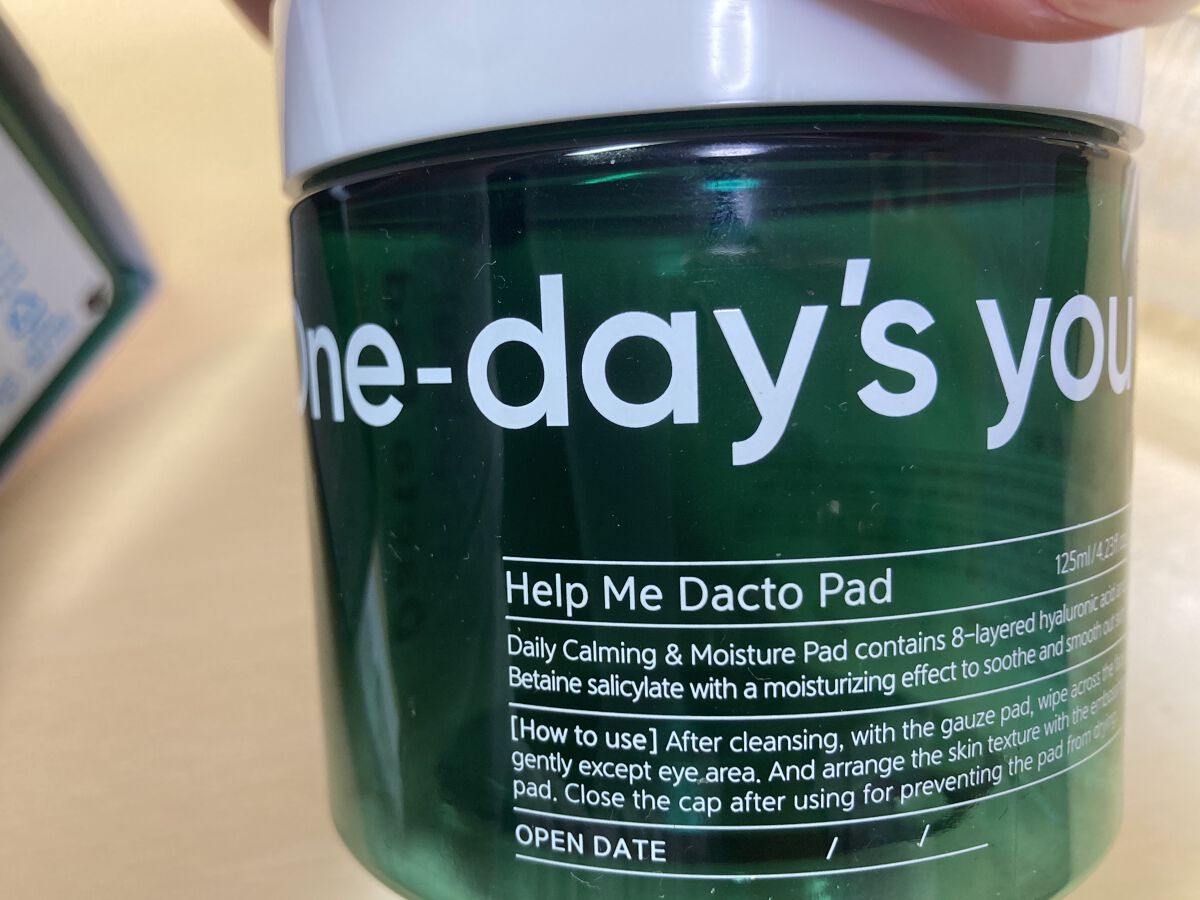 One-day's you
Help Me Dacto Pad
125ml/4.23fl.oz
Daily Calming & Moisture Pad contains 8-layered hyaluronic acid and
Betaine salicylate with a moisturizing effect to soothe and smooth out
[How to use] After cleansing, with the gauze pad, wipe across the
gently except eye area. And arrange the skin texture with the embossing
pad. Close the cap after using for preventing the pad from drying.
OPEN DATE / /